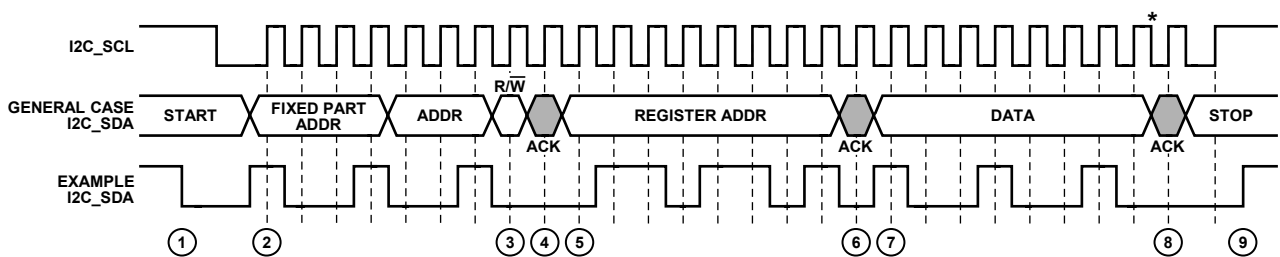 I2C_SCL
*
R/W̅
GENERAL CASE
I2C_SDA
START
FIXED PART
ADDR
ADDR
ACK
REGISTER ADDR
ACK
DATA
ACK
STOP
EXAMPLE
I2C_SDA
1 2 3 4 5 6 7 8 9